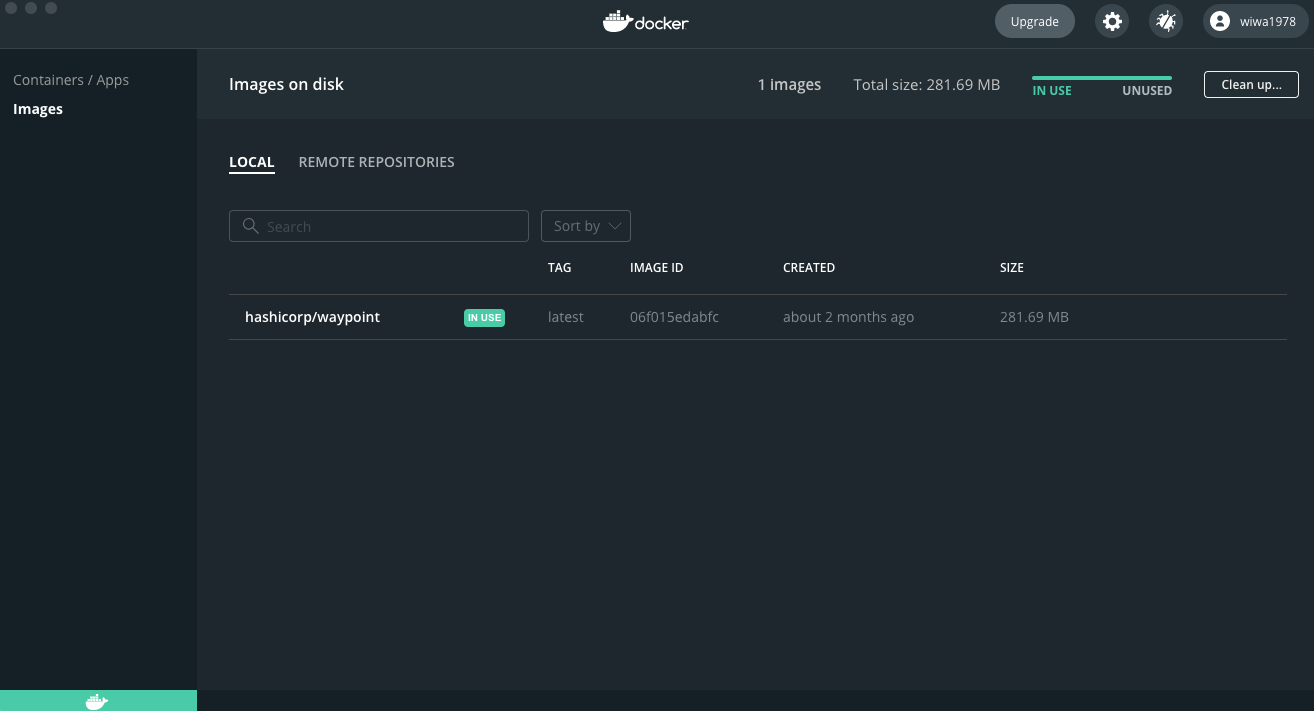 docker
Upgrade
wiwa1978
Containers / Apps
Images
Images on disk
1 images
Total size: 281.69 MB
IN USE
UNUSED
Clean up...
LOCAL
REMOTE REPOSITORIES
Search
Sort by
TAG
IMAGE ID
CREATED
SIZE
hashicorp/waypoint
IN USE
latest
06f015edabfc
about 2 months ago
281.69 MB